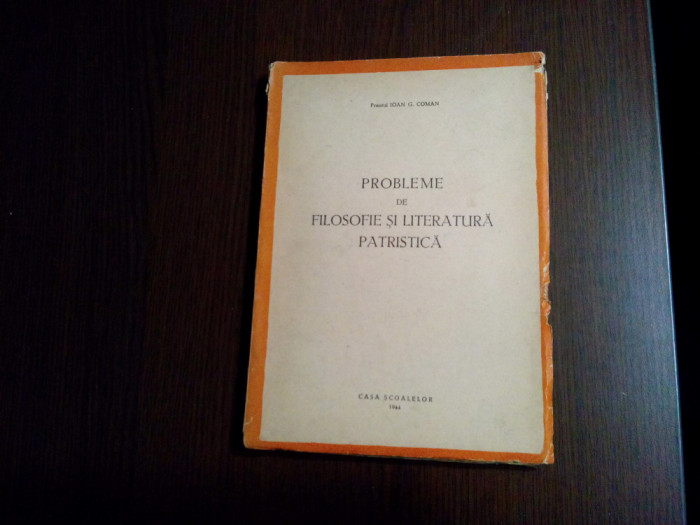 Preotul IOAN G. COMAN
PROBLEME
DE
FILOSOFIE ȘI LITERATURĂ
PATRISTICĂ
CASA ȘCOALELOR
1944